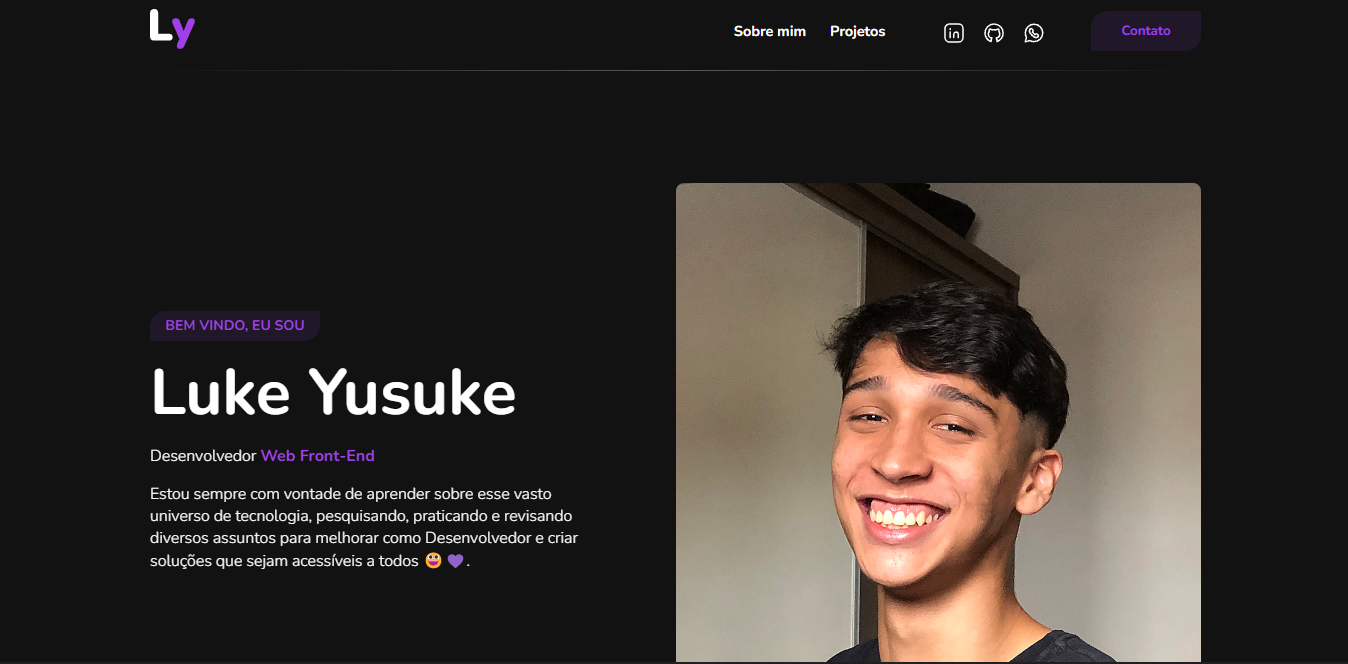 Ly
Sobre mim
Projetos
Contato
BEM VINDO, EU SOU
Luke Yusuke
Desenvolvedor Web Front-End
Estou sempre com vontade de aprender sobre esse vasto
universo de tecnologia, pesquisando, praticando e revisando
diversos assuntos para melhorar como Desenvolvedor e criar
soluções que sejam acessíveis a todos 😃 💜 .